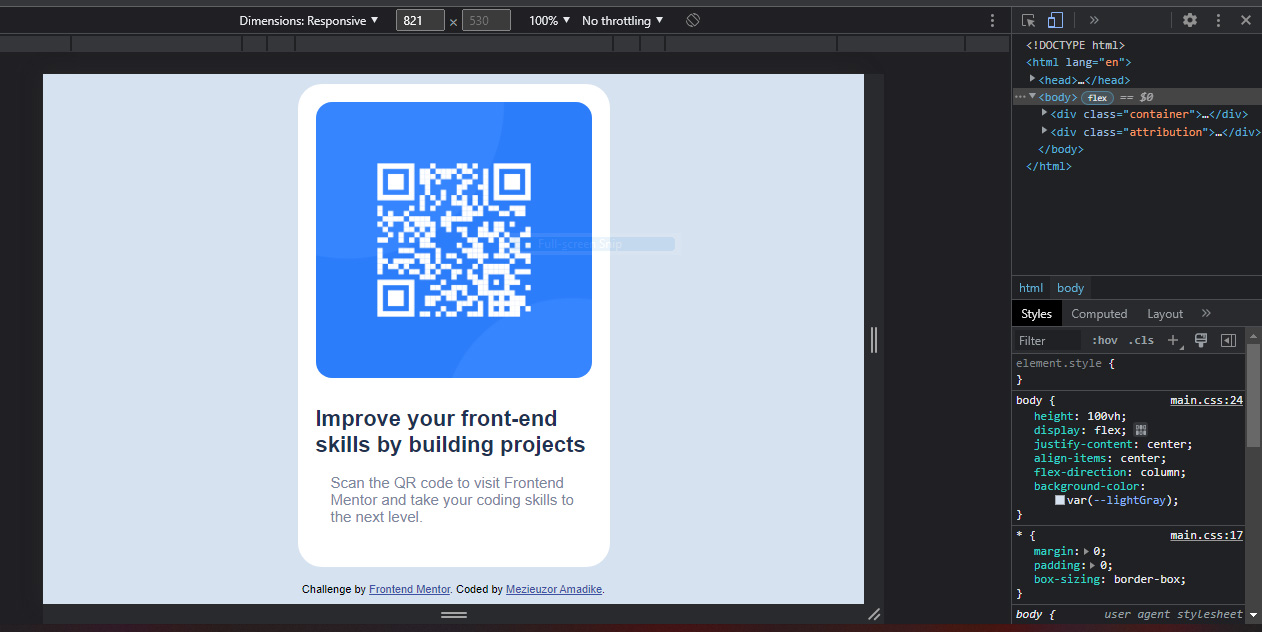 Dimensions: Responsive ▼ 821 × 530 100% ▼ No throttling ▼
<!DOCTYPE html>
<html lang="en">
<head>…</head>
<body> flex == $0
<div class="container">…</div>
<div class="attribution">…</div>
</body>
</html>
Full-screen Snip
Improve your front-end
skills by building projects
Scan the QR code to visit Frontend
Mentor and take your coding skills to
the next level.
Challenge by Frontend Mentor. Coded by Mezieuzor Amadike.
html body
Styles Computed Layout »
Filter :hov .cls +
element.style {
}
body { main.css:24
height: 100vh;
display: flex;
justify-content: center;
align-items: center;
flex-direction: column;
background-color:
var(--lightGray);
}
* { main.css:17
margin: 0;
padding: 0;
box-sizing: border-box;
}
body { user agent stylesheet